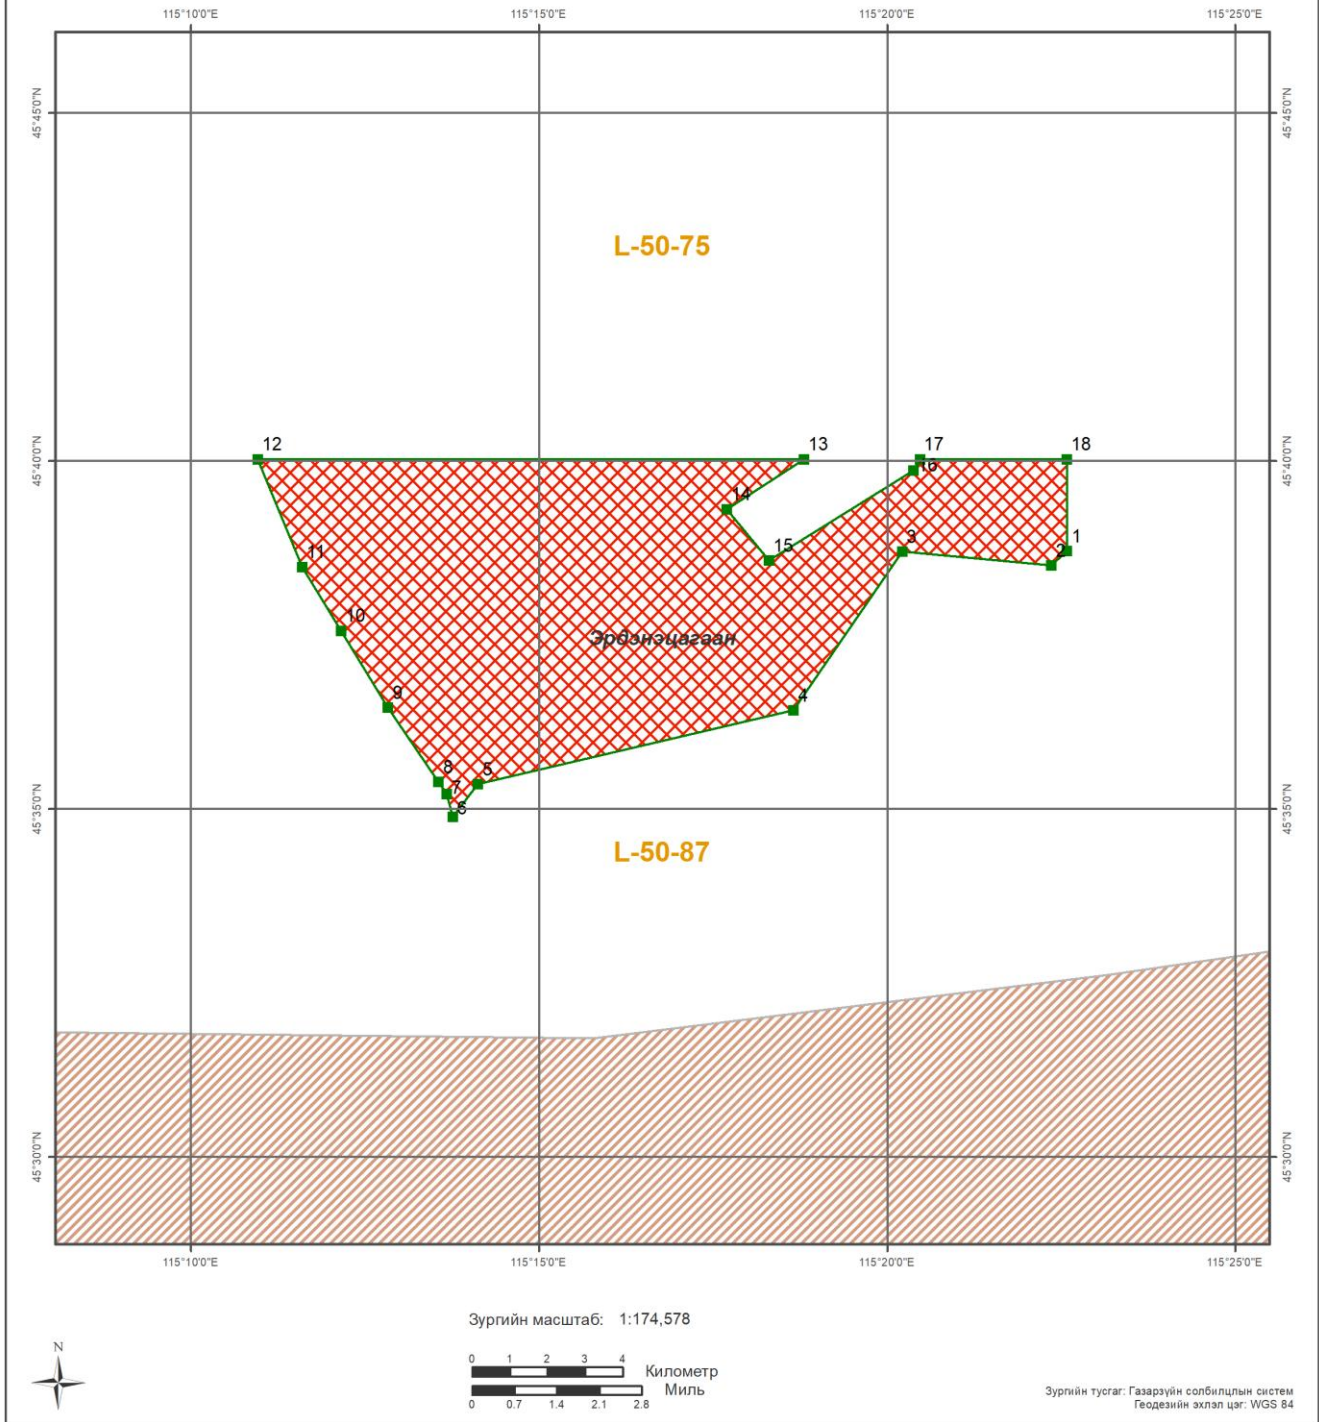 115°10'0"E 115°15'0"E 115°20'0"E 115°25'0"E
45°45'0"N 45°45'0"N
L-50-75
12 13 17 18
45°40'0"N 45°40'0"N
16
14
15 3 2 1
11
10
Эрдэнэцагаан
9 4
8 5
7
6
45°35'0"N 45°35'0"N
L-50-87
45°30'0"N 45°30'0"N
115°10'0"E 115°15'0"E 115°20'0"E 115°25'0"E
Зургийн масштаб: 1:174,578
N
0 1 2 3 4
Километр
Миль
0 0.7 1.4 2.1 2.8
Зургийн тусгаг: Газарзүйн солбилцлын систем
Геодезийн эхлэл цэг: WGS 84